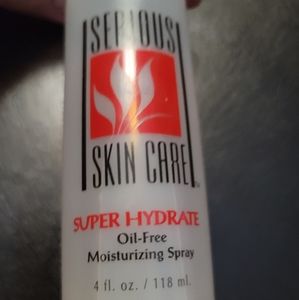 SERIOUS
SKIN CARE
SUPER HYDRATE
Oil-Free
Moisturizing Spray
4 fl. oz. / 118 ml.